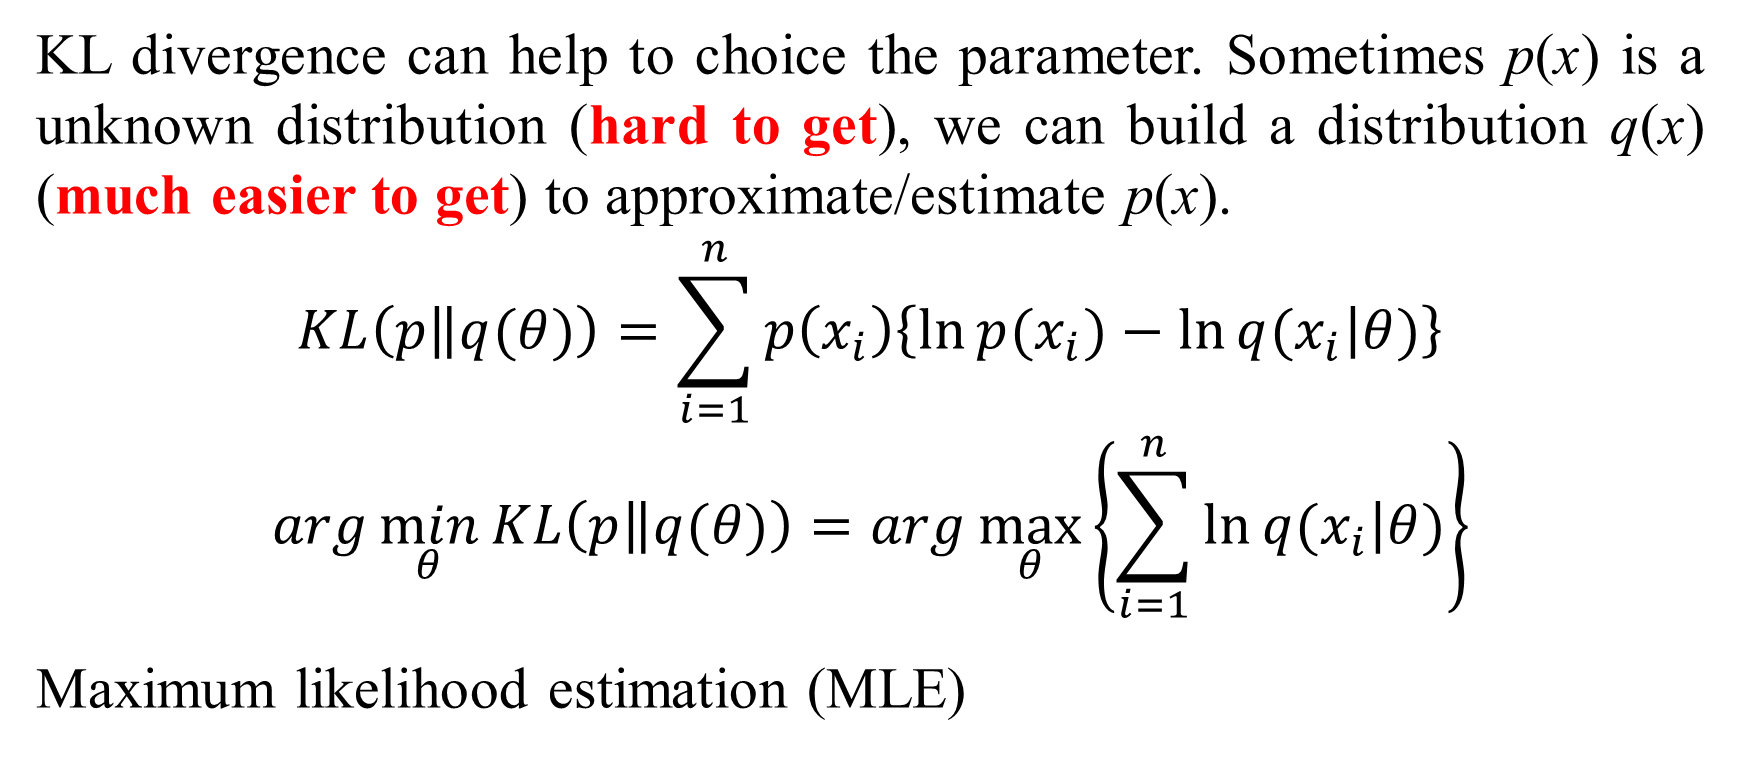 KL divergence can help to choice the parameter. Sometimes p(x) is a
unknown distribution (hard to get), we can build a distribution q(x)
(much easier to get) to approximate/estimate p(x).
KL(p‖q(θ)) = ∑_{i=1}^{n} p(x_i){ln p(x_i) − ln q(x_i|θ)}
arg min_θ KL(p‖q(θ)) = arg max_θ {∑_{i=1}^{n} ln q(x_i|θ)}
Maximum likelihood estimation (MLE)